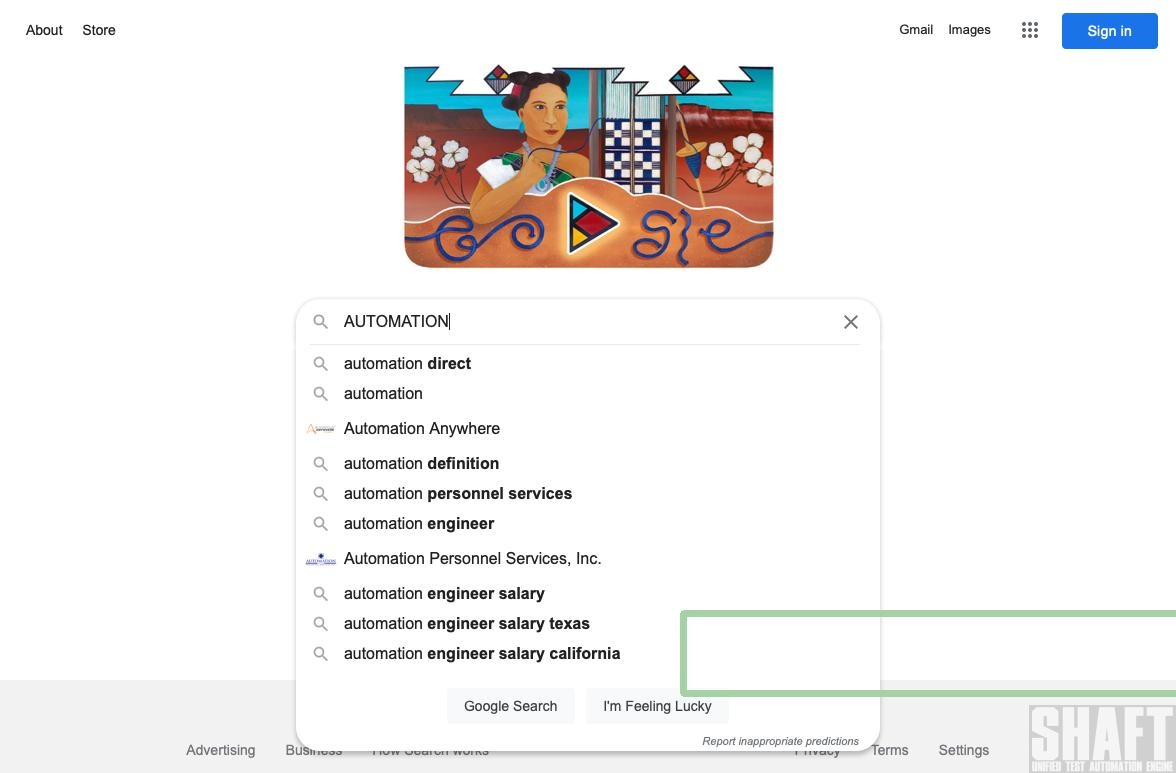 About Store Gmail Images Sign in
AUTOMATION
automation direct
automation
Automation Anywhere
automation definition
automation personnel services
automation engineer
Automation Personnel Services, Inc.
automation engineer salary
automation engineer salary texas
automation engineer salary california
Google Search I'm Feeling Lucky
Report inappropriate predictions
Advertising Business How Search works Privacy Terms Settings
SHAFT
UNIFIED TEST AUTOMATION ENGINE